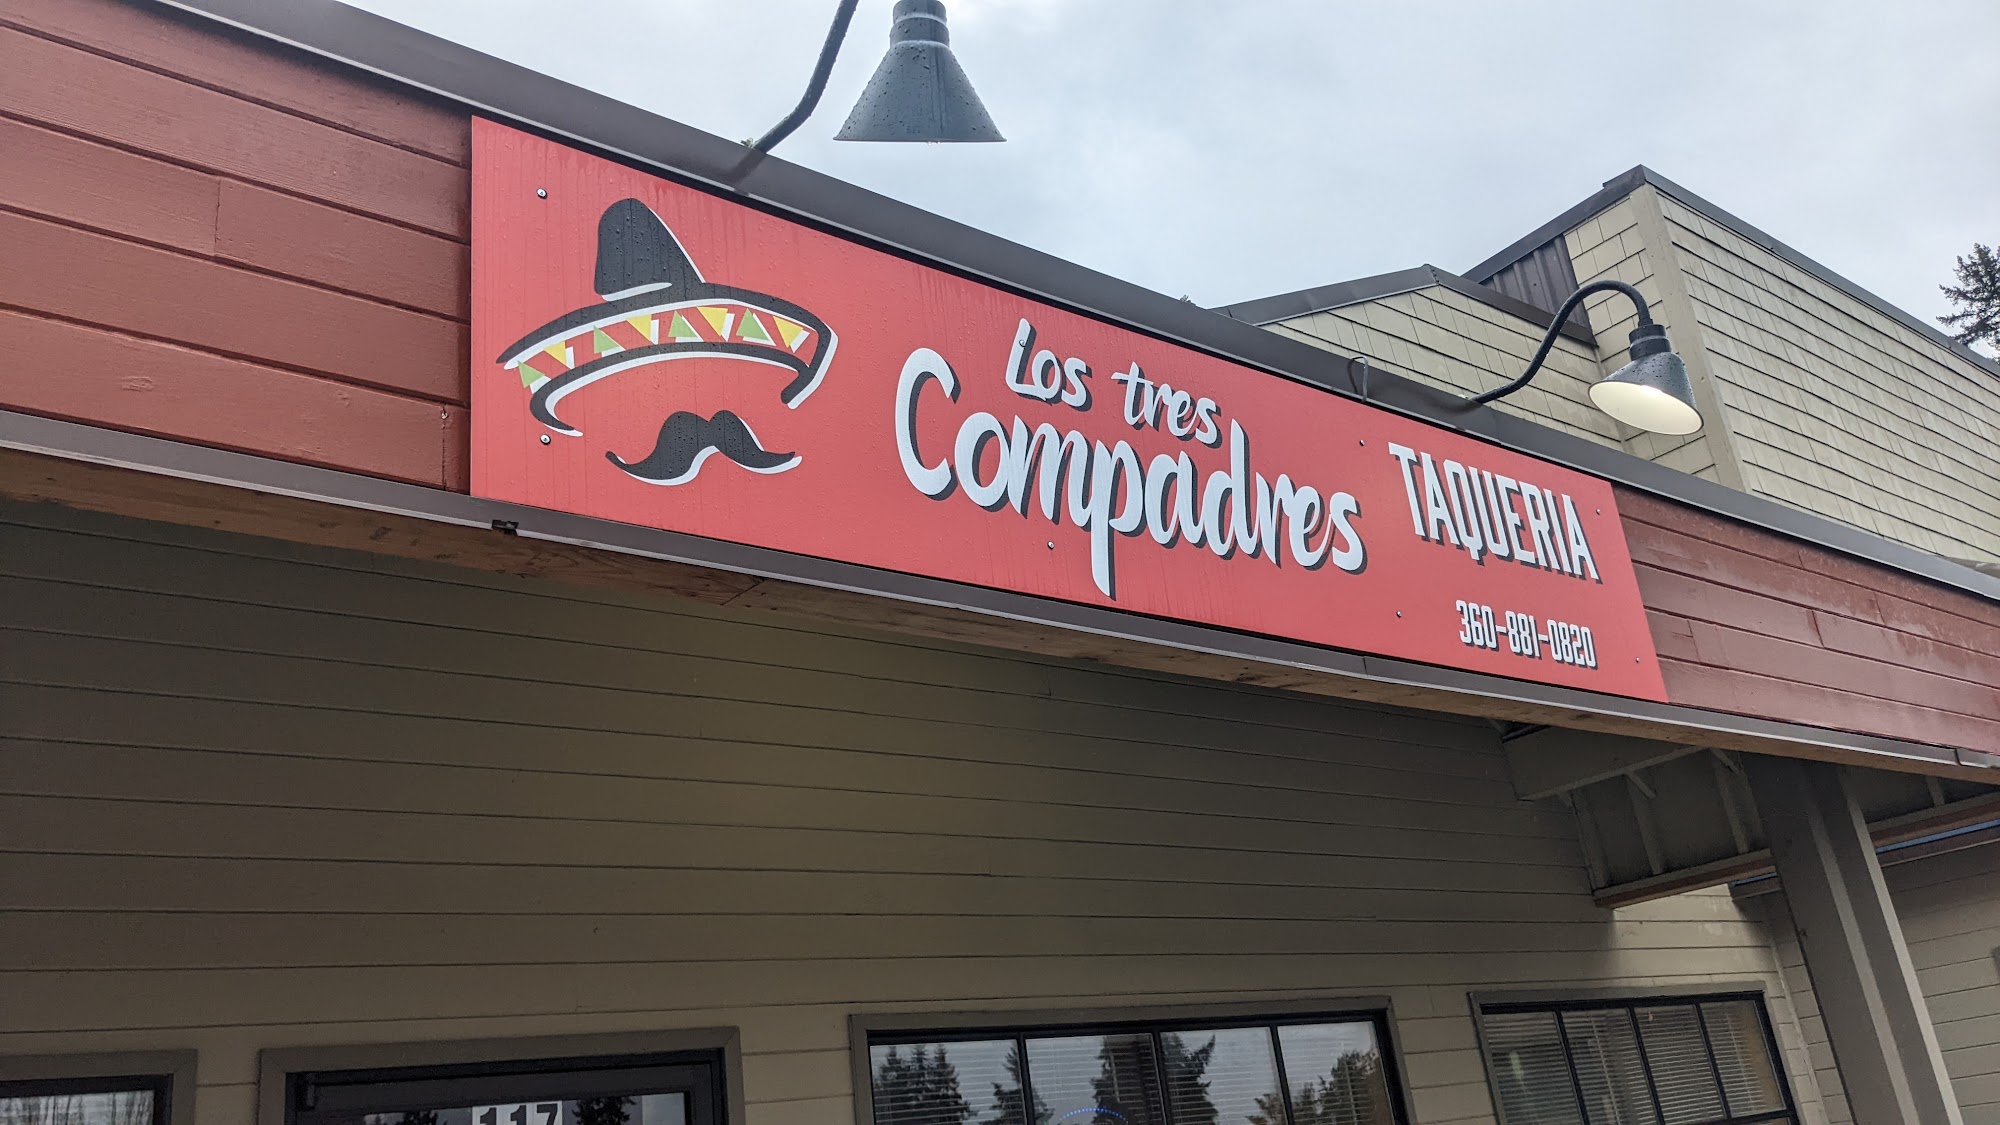 Los tres
Compadres
TAQUERIA
360-881-0820
117